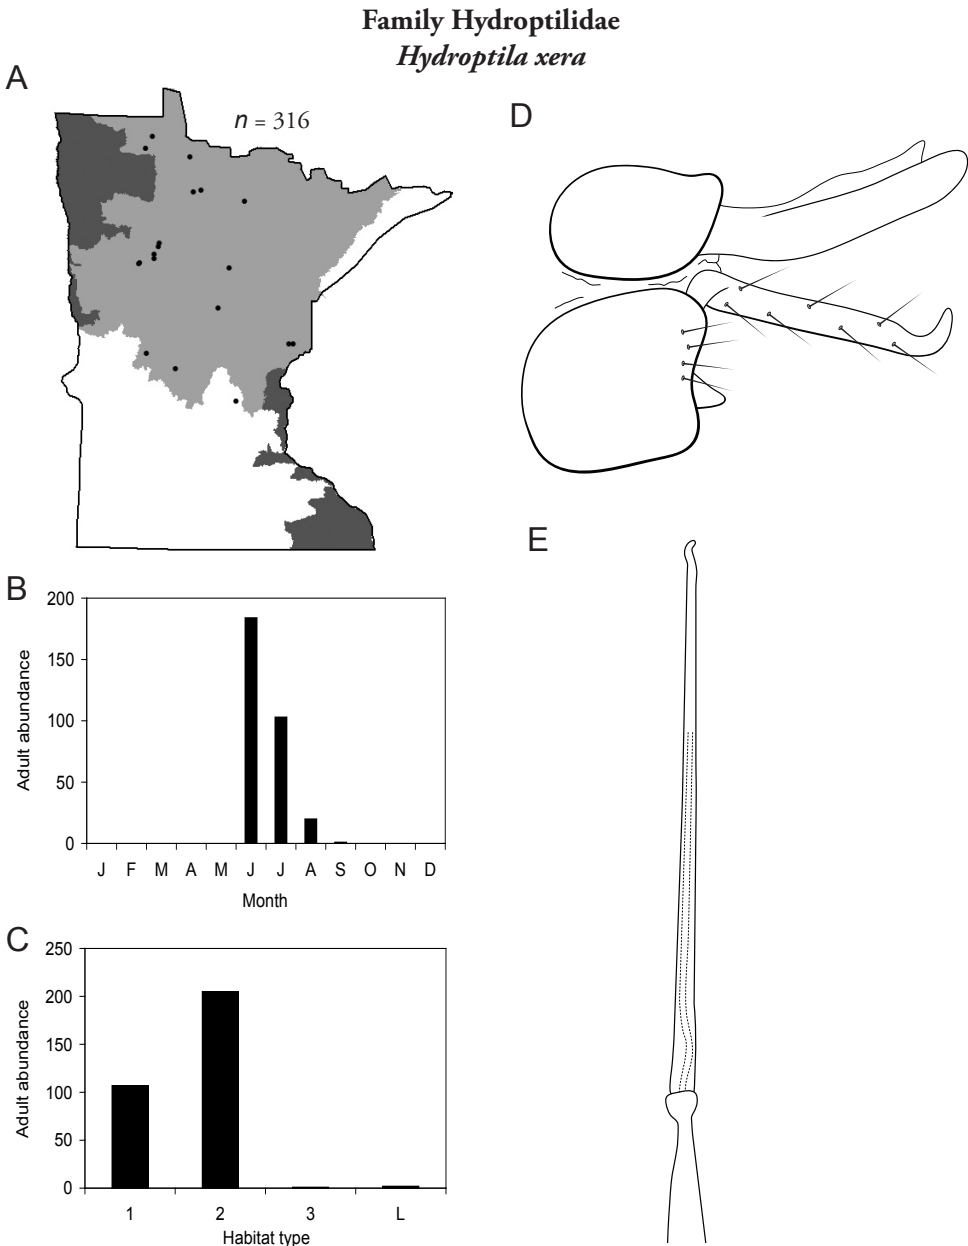 Family Hydroptilidae
Hydroptila xera
A
n = 316
D
E
B
200
150
100
50
0
Adult abundance
J F M A M J J A S O N D
Month
C
250
200
150
100
50
0
Adult abundance
1 2 3 L
Habitat type